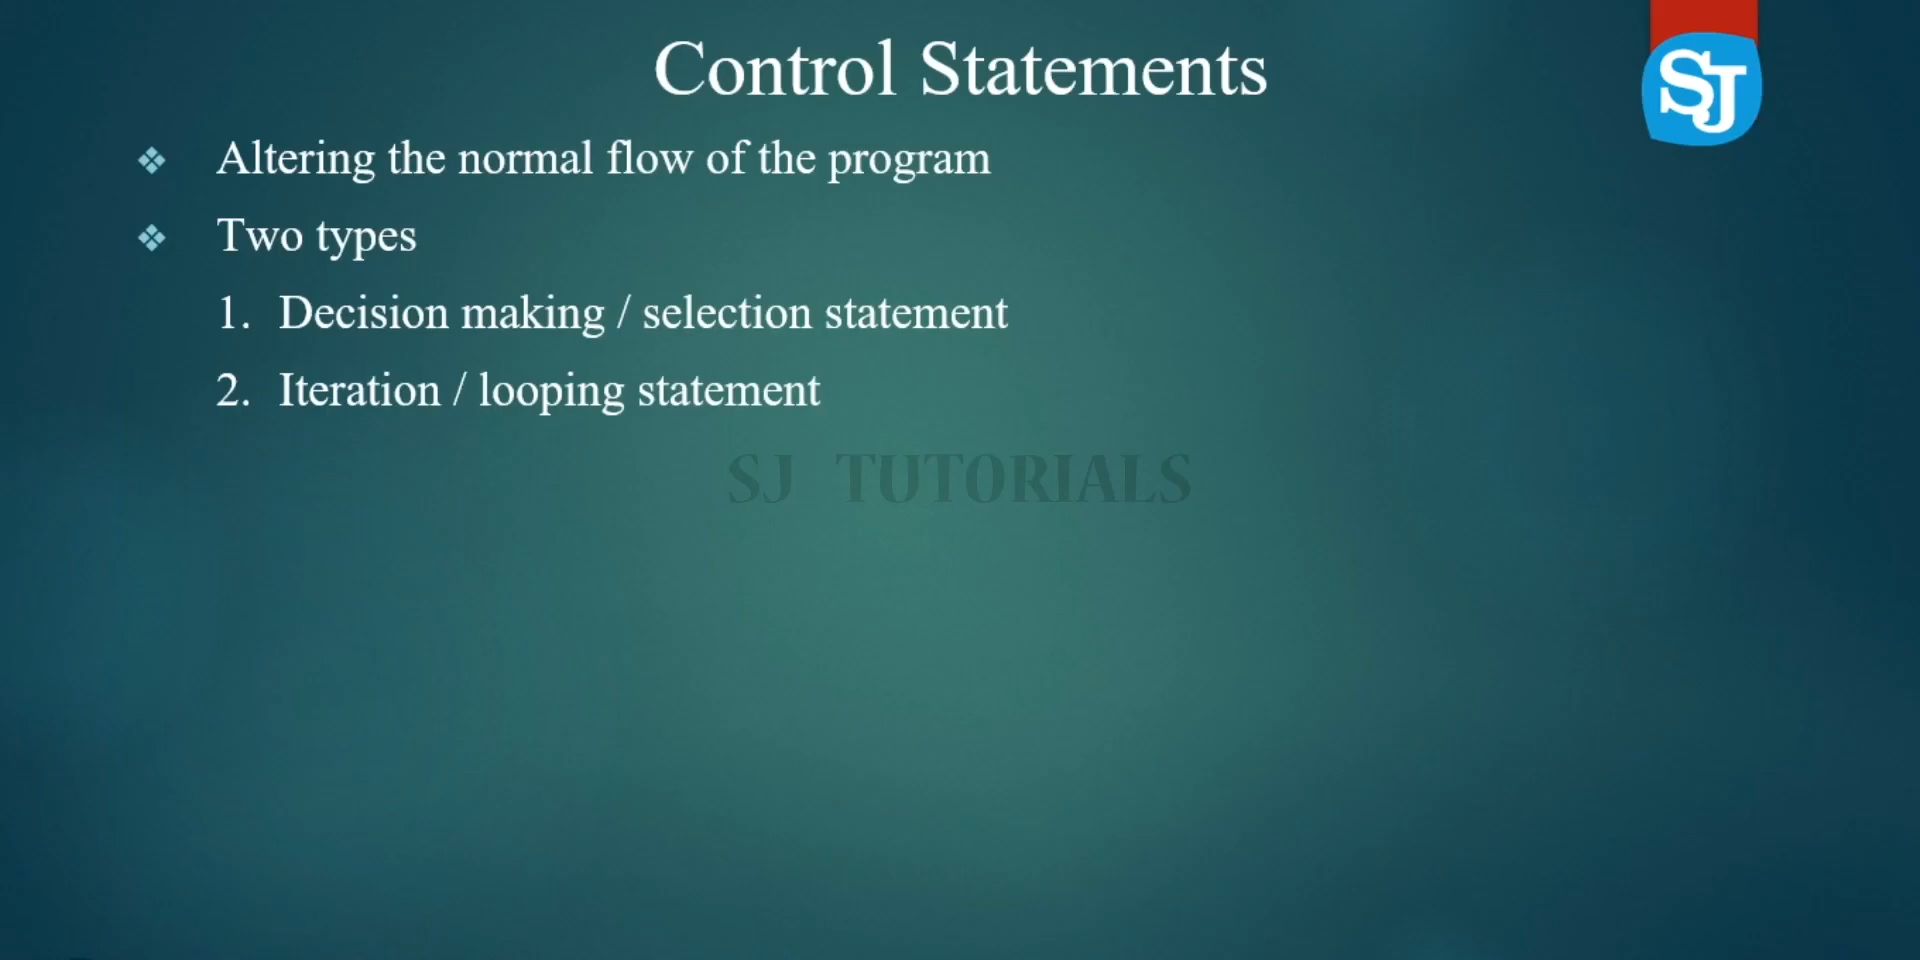 Control Statements
SJ
❖ Altering the normal flow of the program
❖ Two types
1. Decision making / selection statement
2. Iteration / looping statement
SJ TUTORIALS